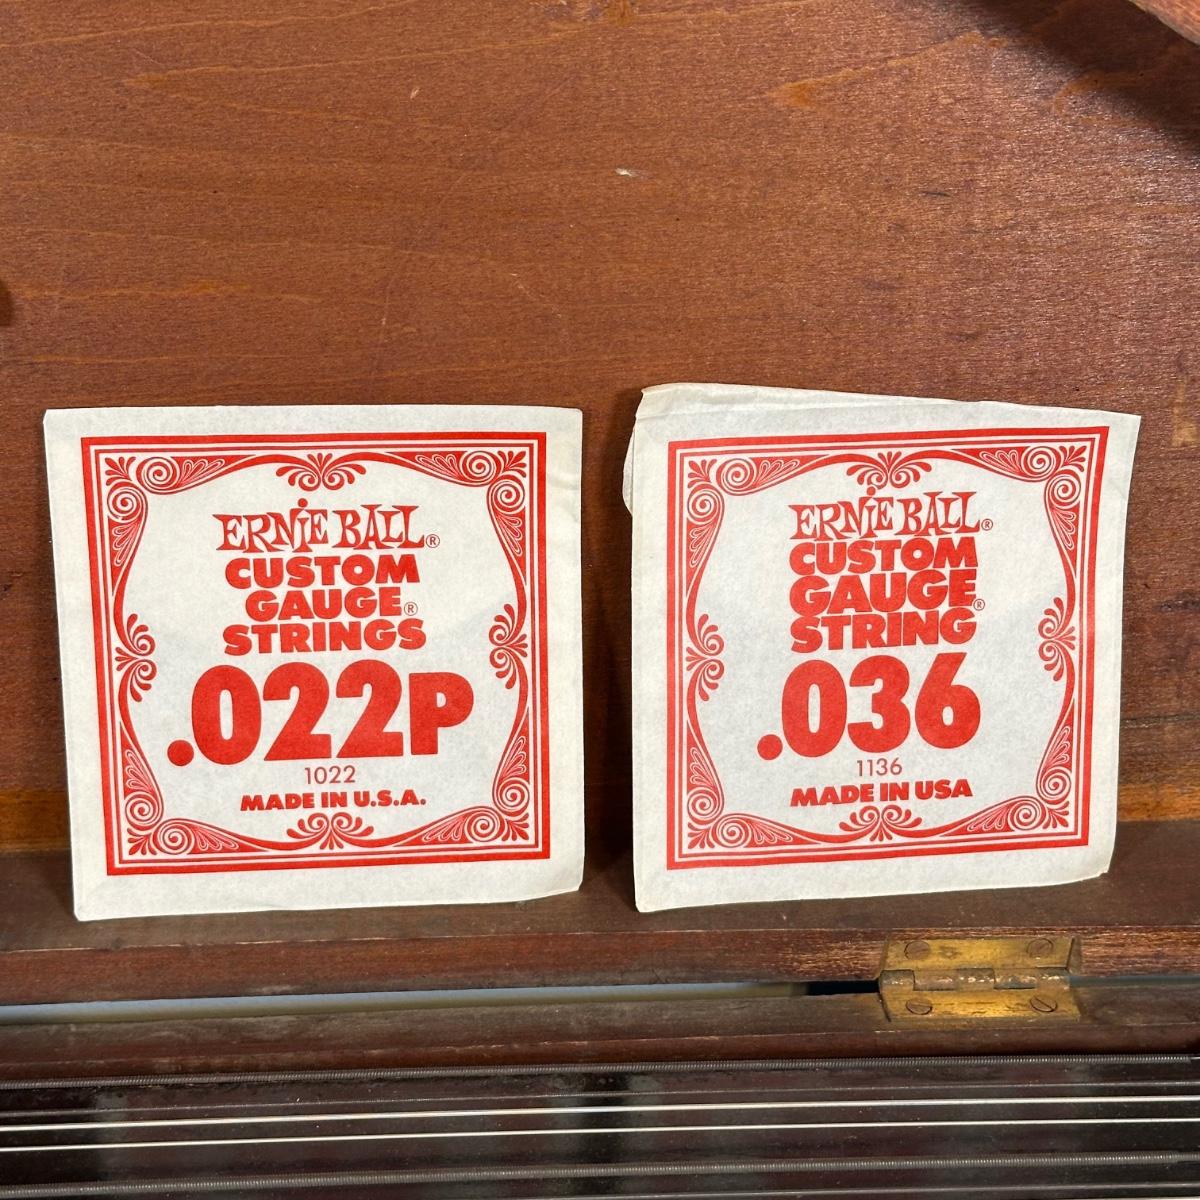 ERNIE BALL®
CUSTOM
GAUGE®
STRINGS
.022P
1022
MADE IN U.S.A.
ERNIE BALL®
CUSTOM
GAUGE®
STRING
.036
1136
MADE IN USA